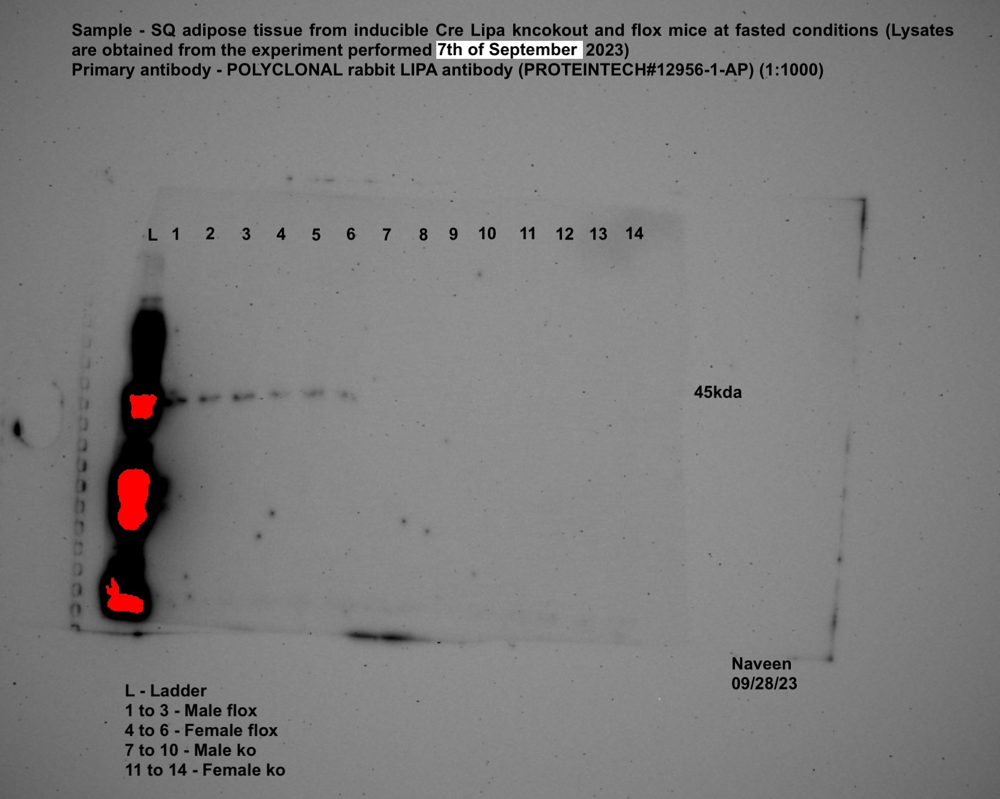 Sample - SQ adipose tissue from inducible Cre Lipa kncokout and flox mice at fasted conditions (Lysates
are obtained from the experiment performed 7th of September 2023)
Primary antibody - POLYCLONAL rabbit LIPA antibody (PROTEINTECH#12956-1-AP) (1:1000)
L 1 2 3 4 5 6 7 8 9 10 11 12 13 14
45kda
Naveen
09/28/23
L - Ladder
1 to 3 - Male flox
4 to 6 - Female flox
7 to 10 - Male ko
11 to 14 - Female ko